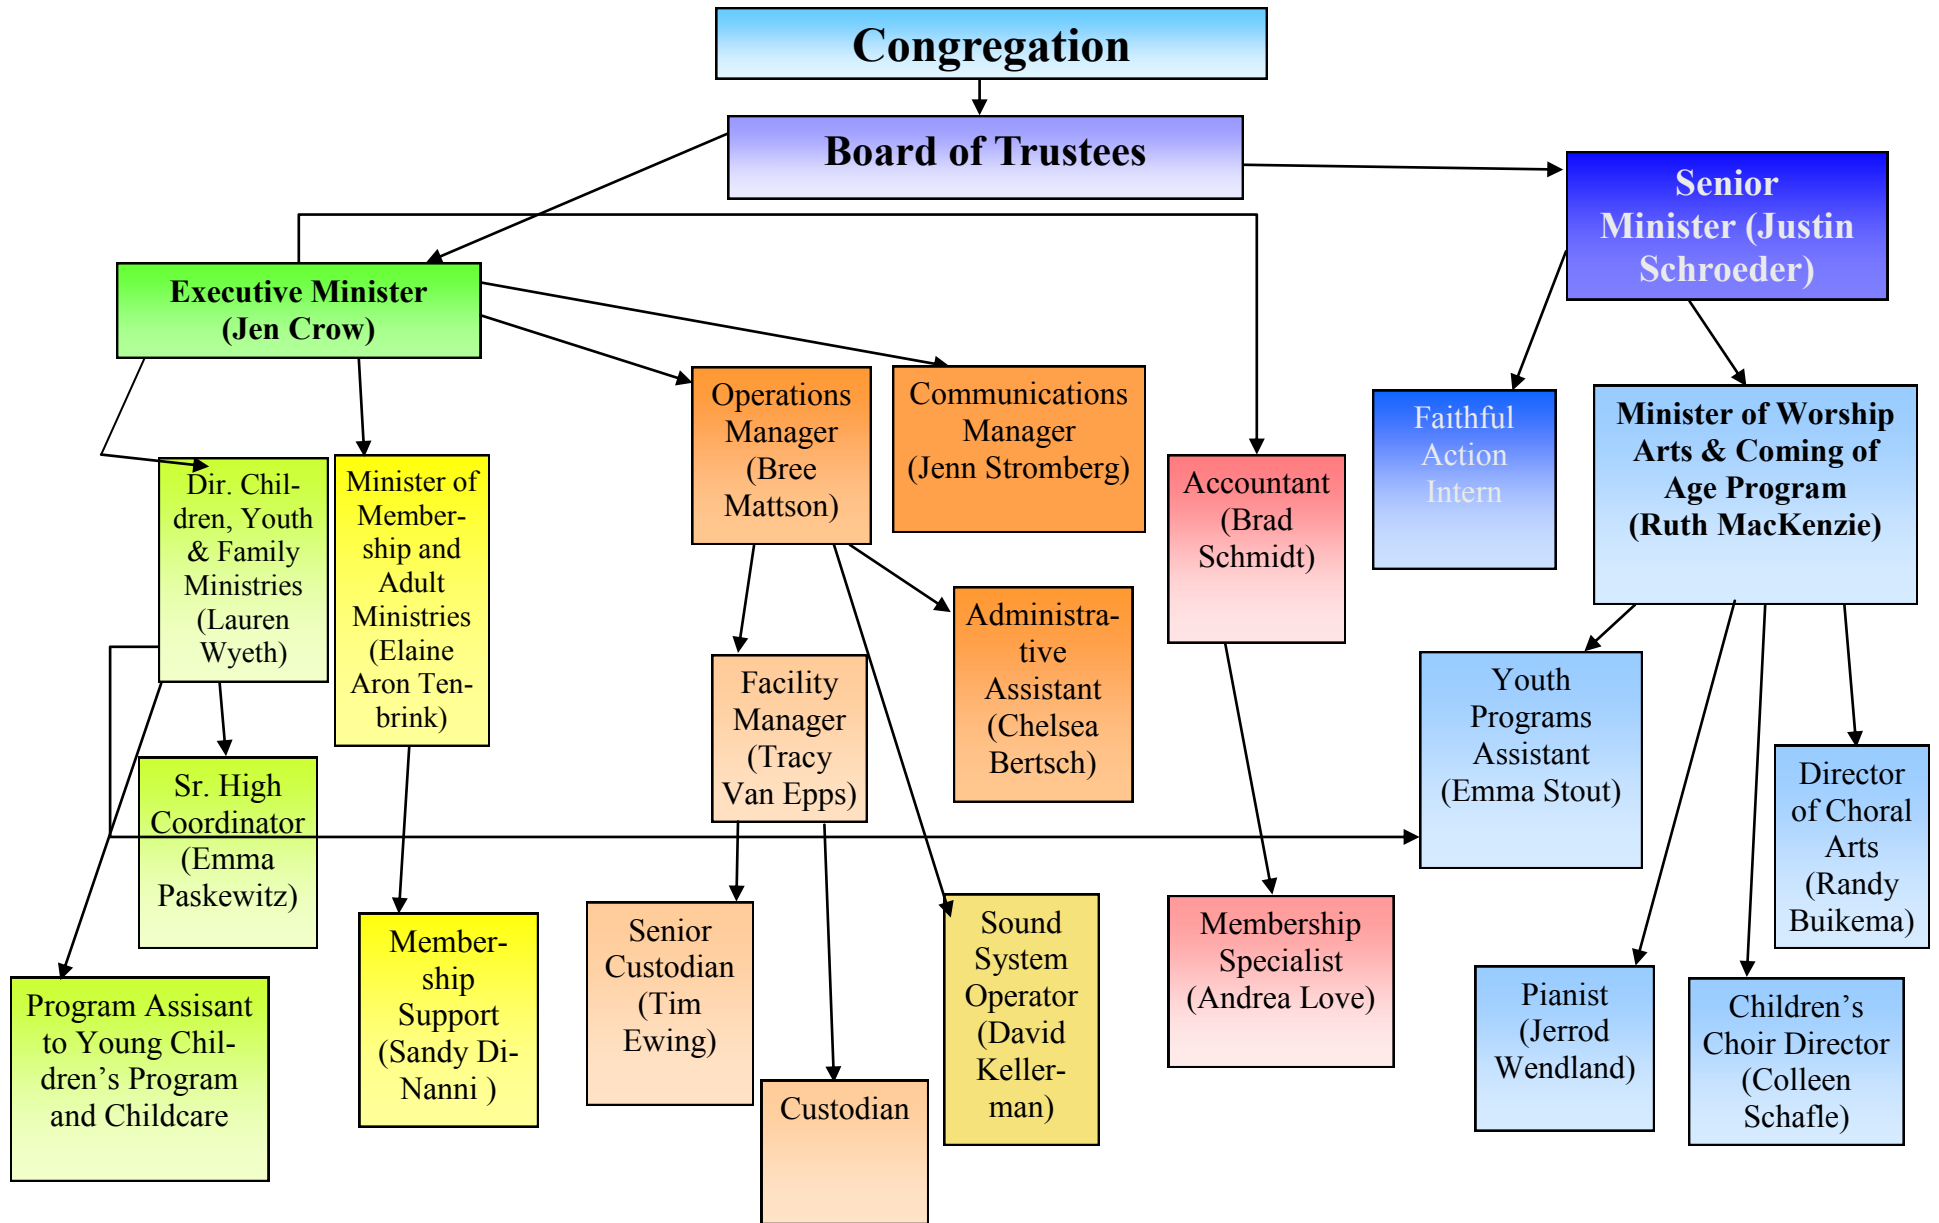 Congregation
Board of Trustees
Senior
Minister (Justin
Schroeder)
Executive Minister
(Jen Crow)
Operations
Manager
(Bree
Mattson)
Communications
Manager
(Jenn Stromberg)
Faithful
Action
Intern
Minister of Worship
Arts & Coming of
Age Program
(Ruth MacKenzie)
Dir. Chil-
dren, Youth
& Family
Ministries
(Lauren
Wyeth)
Minister of
Member-
ship and
Adult
Ministries
(Elaine
Aron Ten-
brink)
Accountant
(Brad
Schmidt)
Administra-
tive
Assistant
(Chelsea
Bertsch)
Facility
Manager
(Tracy
Van Epps)
Youth
Programs
Assistant
(Emma Stout)
Director
of Choral
Arts
(Randy
Buikema)
Sr. High
Coordinator
(Emma
Paskewitz)
Member-
ship
Support
(Sandy Di-
Nanni )
Senior
Custodian
(Tim
Ewing)
Sound
System
Operator
(David
Keller-
man)
Membership
Specialist
(Andrea Love)
Pianist
(Jerrod
Wendland)
Children’s
Choir Director
(Colleen
Schafle)
Program Assisant
to Young Chil-
dren’s Program
and Childcare
Custodian